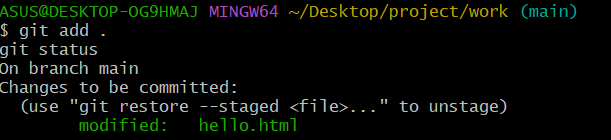 ASUS@DESKTOP-OG9HMAJ MINGW64 ~/Desktop/project/work (main)
$ git add .
git status
On branch main
Changes to be committed:
  (use "git restore --staged <file>..." to unstage)
        modified:   hello.html